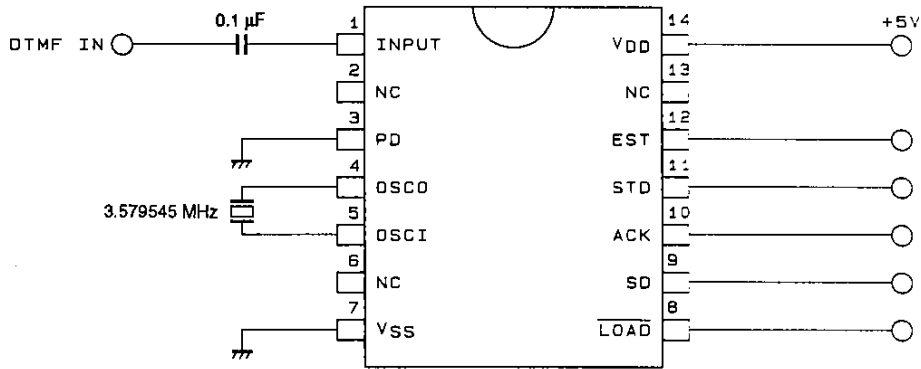 DTMF IN
0.1 µF
1
INPUT
2
NC
3
PD
4
OSCO
3.579545 MHz
5
OSCI
6
NC
7
VSS
14
VDD
+5V
13
NC
12
EST
11
STD
10
ACK
9
SD
8
LOAD